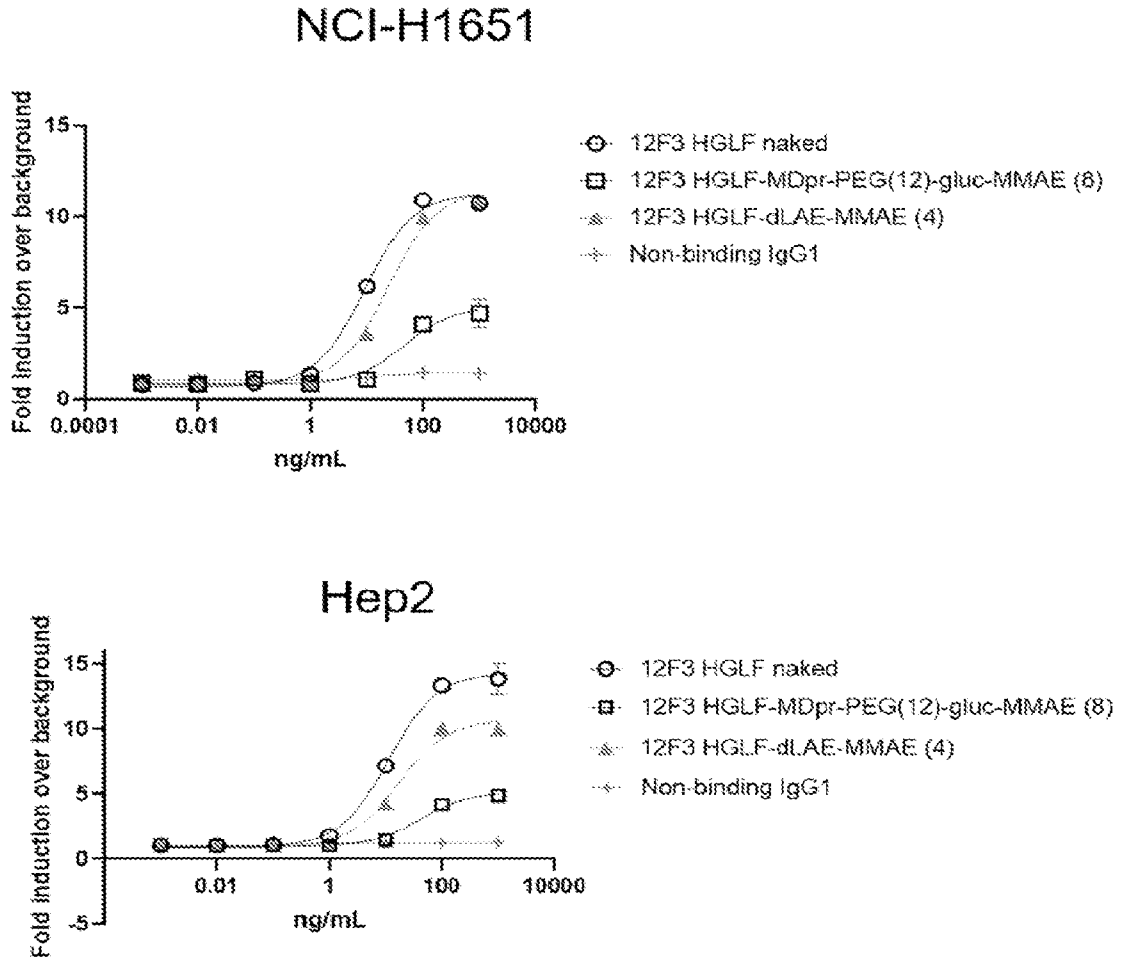 NCI-H1651
Fold induction over background
15
10
5
0
0.0001
0.01
1
100
10000
ng/mL
12F3 HGLF naked
12F3 HGLF-MDpr-PEG(12)-gluc-MMAE (8)
12F3 HGLF-dLAE-MMAE (4)
Non-binding IgG1
Hep2
Fold induction over background
15
10
5
0
-5
0.01
1
100
10000
ng/mL
12F3 HGLF naked
12F3 HGLF-MDpr-PEG(12)-gluc-MMAE (8)
12F3 HGLF-dLAE-MMAE (4)
Non-binding IgG1